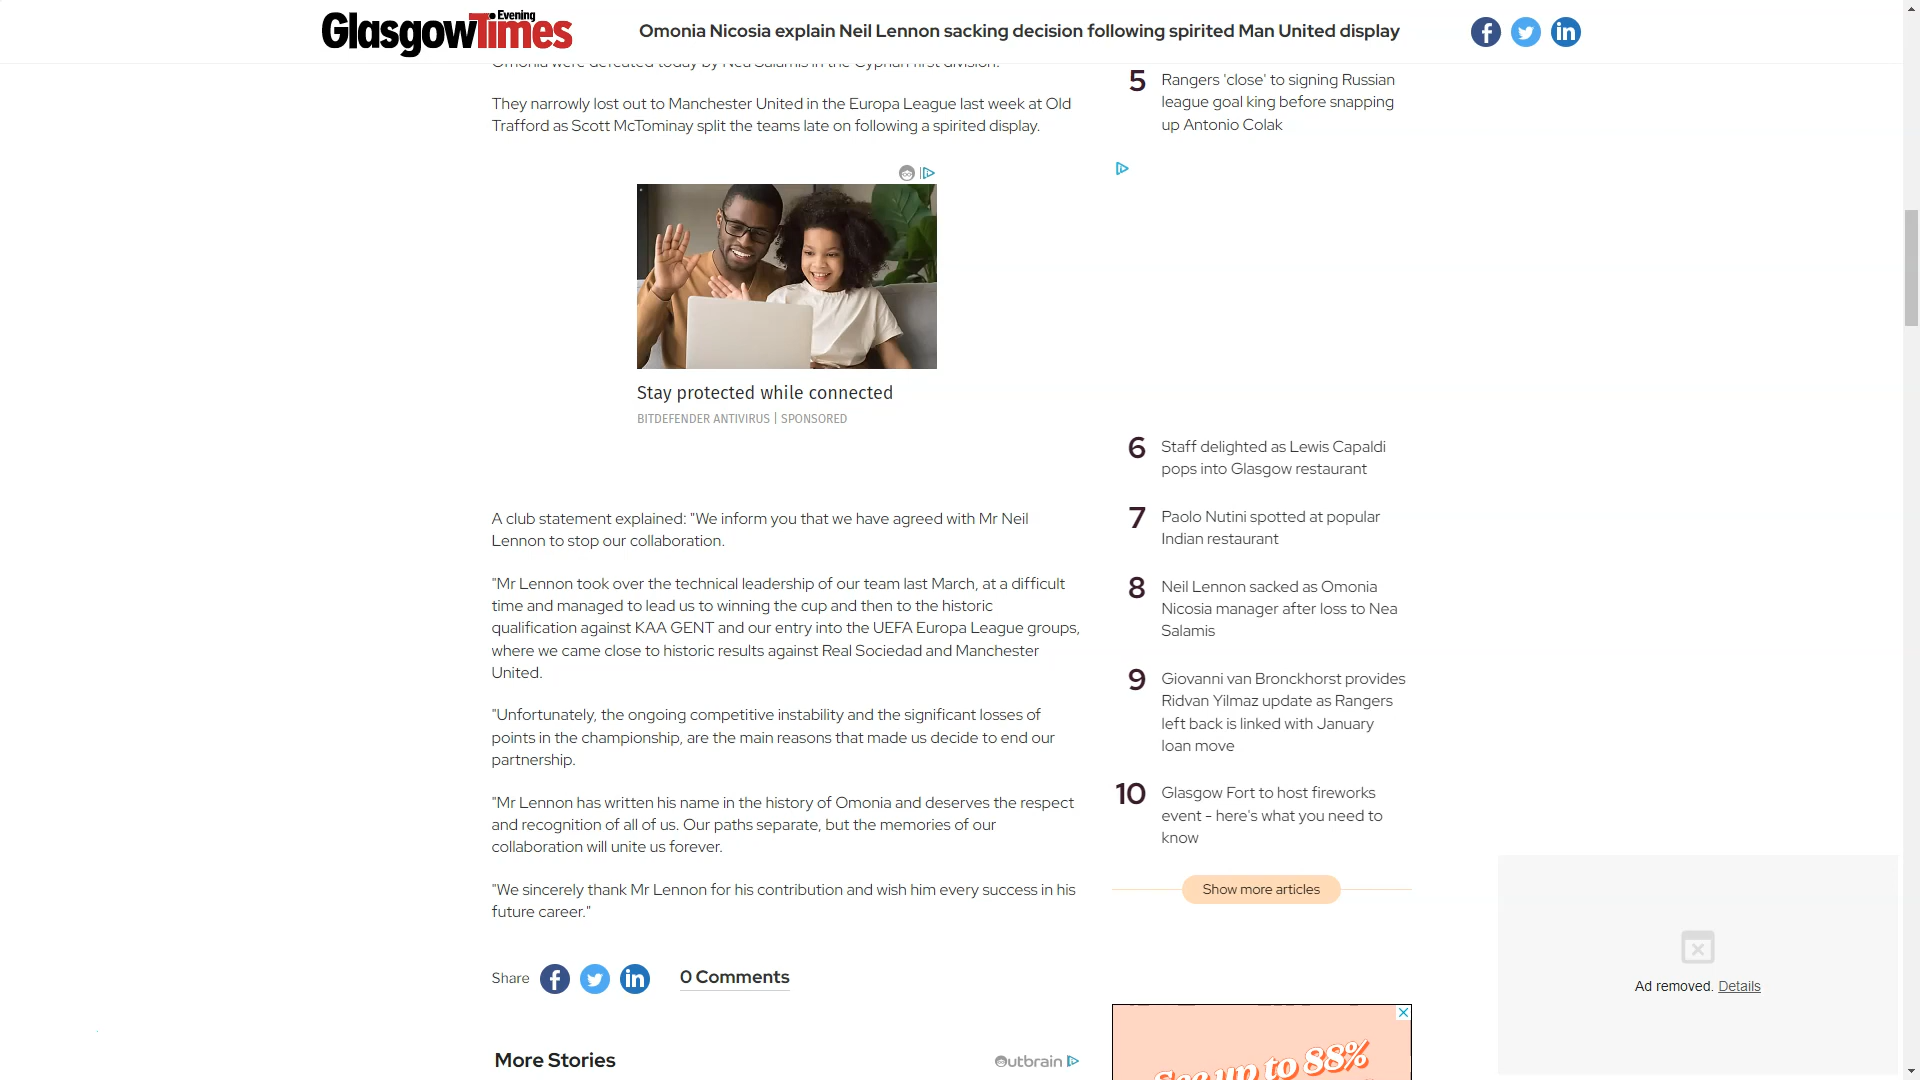 Glasgow Evening Times
Omonia Nicosia explain Neil Lennon sacking decision following spirited Man United display
Omonia were defeated today by Nea Salamis in the Cyprian first division.
They narrowly lost out to Manchester United in the Europa League last week at Old
Trafford as Scott McTominay split the teams late on following a spirited display.
Stay protected while connected
BITDEFENDER ANTIVIRUS | SPONSORED
A club statement explained: "We inform you that we have agreed with Mr Neil
Lennon to stop our collaboration.
"Mr Lennon took over the technical leadership of our team last March, at a difficult
time and managed to lead us to winning the cup and then to the historic
qualification against KAA GENT and our entry into the UEFA Europa League groups,
where we came close to historic results against Real Sociedad and Manchester
United.
"Unfortunately, the ongoing competitive instability and the significant losses of
points in the championship, are the main reasons that made us decide to end our
partnership.
"Mr Lennon has written his name in the history of Omonia and deserves the respect
and recognition of all of us. Our paths separate, but the memories of our
collaboration will unite us forever.
"We sincerely thank Mr Lennon for his contribution and wish him every success in his
future career."
Share
0 Comments
More Stories
Outbrain
5 Rangers 'close' to signing Russian
league goal king before snapping
up Antonio Colak
6 Staff delighted as Lewis Capaldi
pops into Glasgow restaurant
7 Paolo Nutini spotted at popular
Indian restaurant
8 Neil Lennon sacked as Omonia
Nicosia manager after loss to Nea
Salamis
9 Giovanni van Bronckhorst provides
Ridvan Yilmaz update as Rangers
left back is linked with January
loan move
10 Glasgow Fort to host fireworks
event - here's what you need to
know
Show more articles
See up to 88%
Ad removed. Details